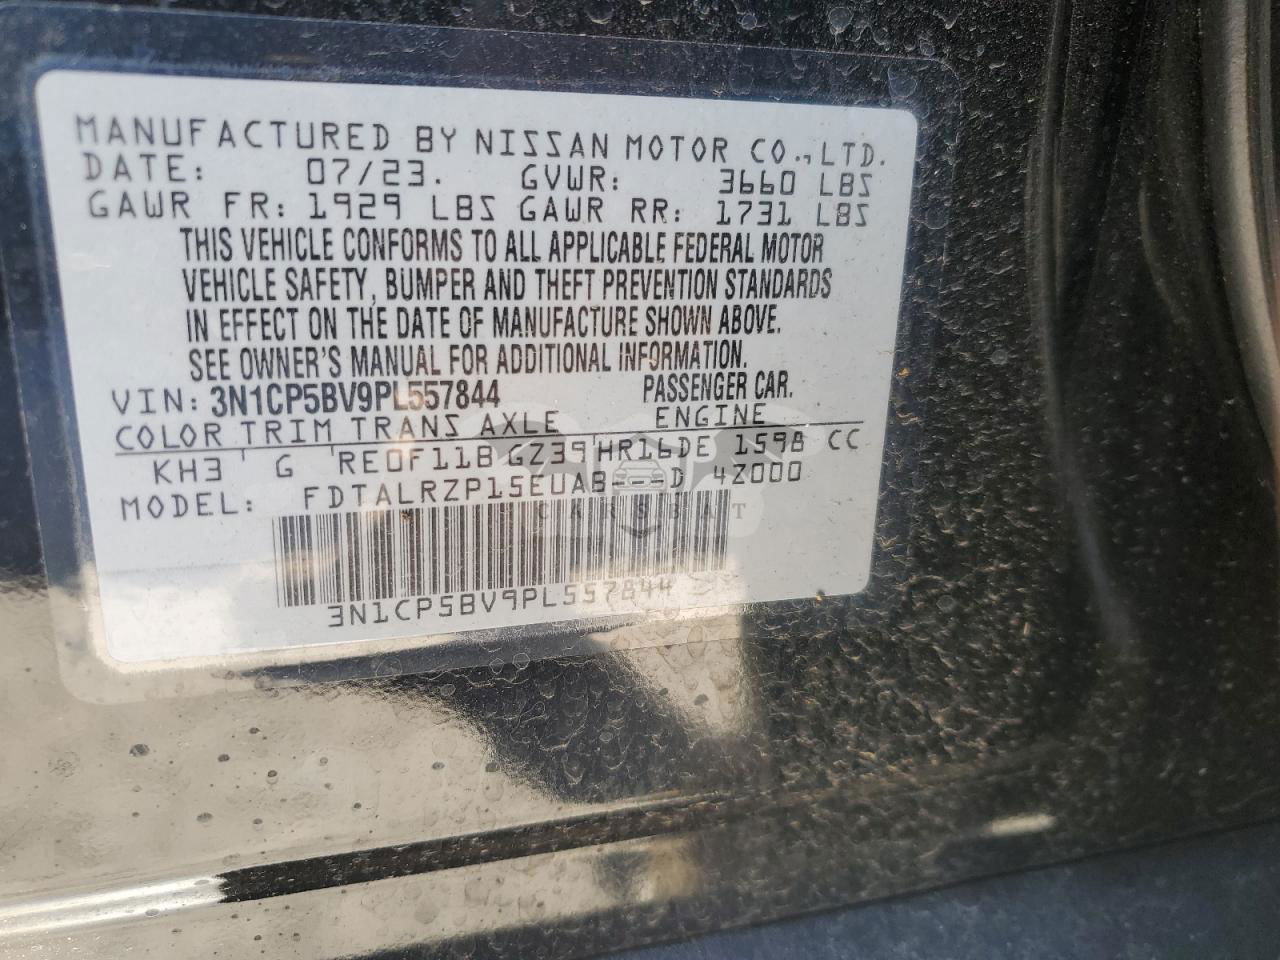 MANUFACTURED BY NISSAN MOTOR CO., LTD.
DATE: 07/23. GVWR: 3660 LBS
GAWR FR: 1929 LBS GAWR RR: 1731 LBS
THIS VEHICLE CONFORMS TO ALL APPLICABLE FEDERAL MOTOR
VEHICLE SAFETY, BUMPER AND THEFT PREVENTION STANDARDS
IN EFFECT ON THE DATE OF MANUFACTURE SHOWN ABOVE.
SEE OWNER'S MANUAL FOR ADDITIONAL INFORMATION.
VIN: 3N1CP5BV9PL557844 PASSENGER CAR.
COLOR TRIM TRANS AXLE ENGINE
KH3 G RE0F11B GZ39 HR16DE 1598 CC
MODEL: FDTALRZP15EUAB---D 4Z000
CARSBAT
3N1CP5BV9PL557844